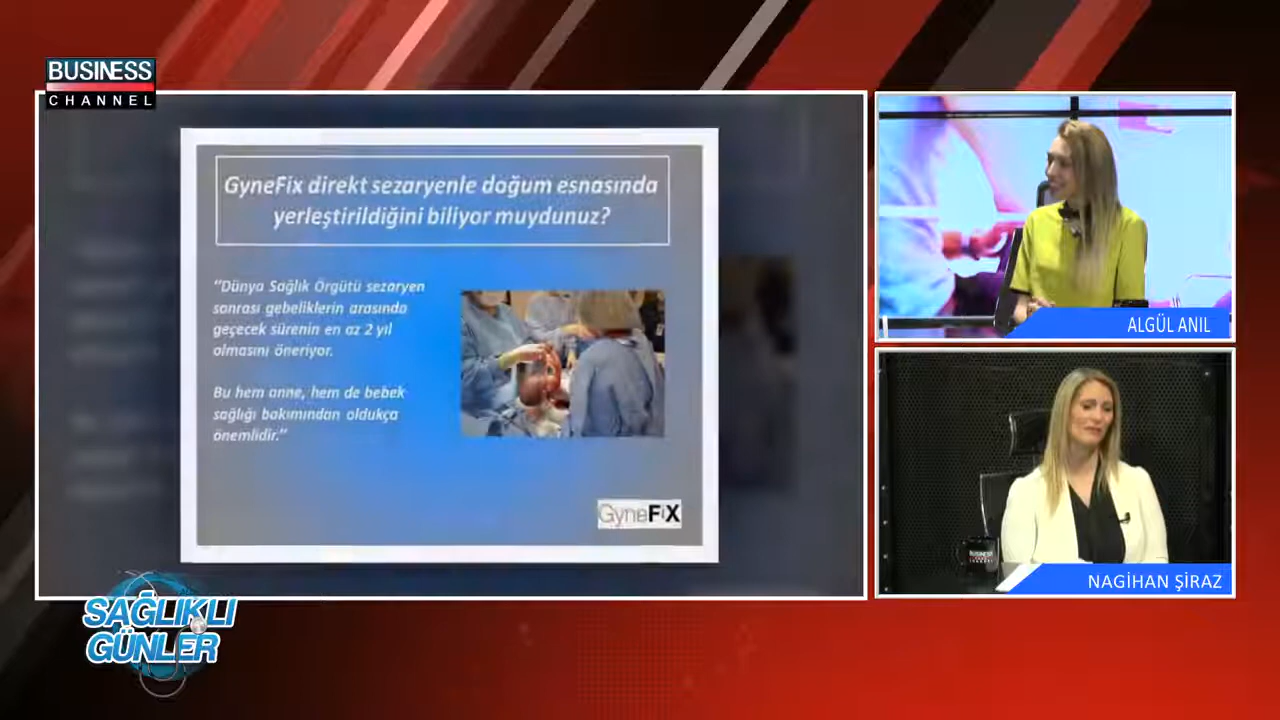 BUSINESS
CHANNEL
GyneFix direkt sezaryenle doğum esnasında
yerleştirildiğini biliyor muydunuz?
"Dünya Sağlık Örgütü sezaryen
sonrası gebeliklerin arasında
geçecek sürenin en az 2 yıl
olmasını öneriyor.
Bu hem anne, hem de bebek
sağlığı bakımından oldukça
önemlidir."
GyneFiX
ALGÜL ANIL
BUSINESS
CHANNEL
NAGİHAN ŞİRAZ
SAĞLIKLI
GÜNLER